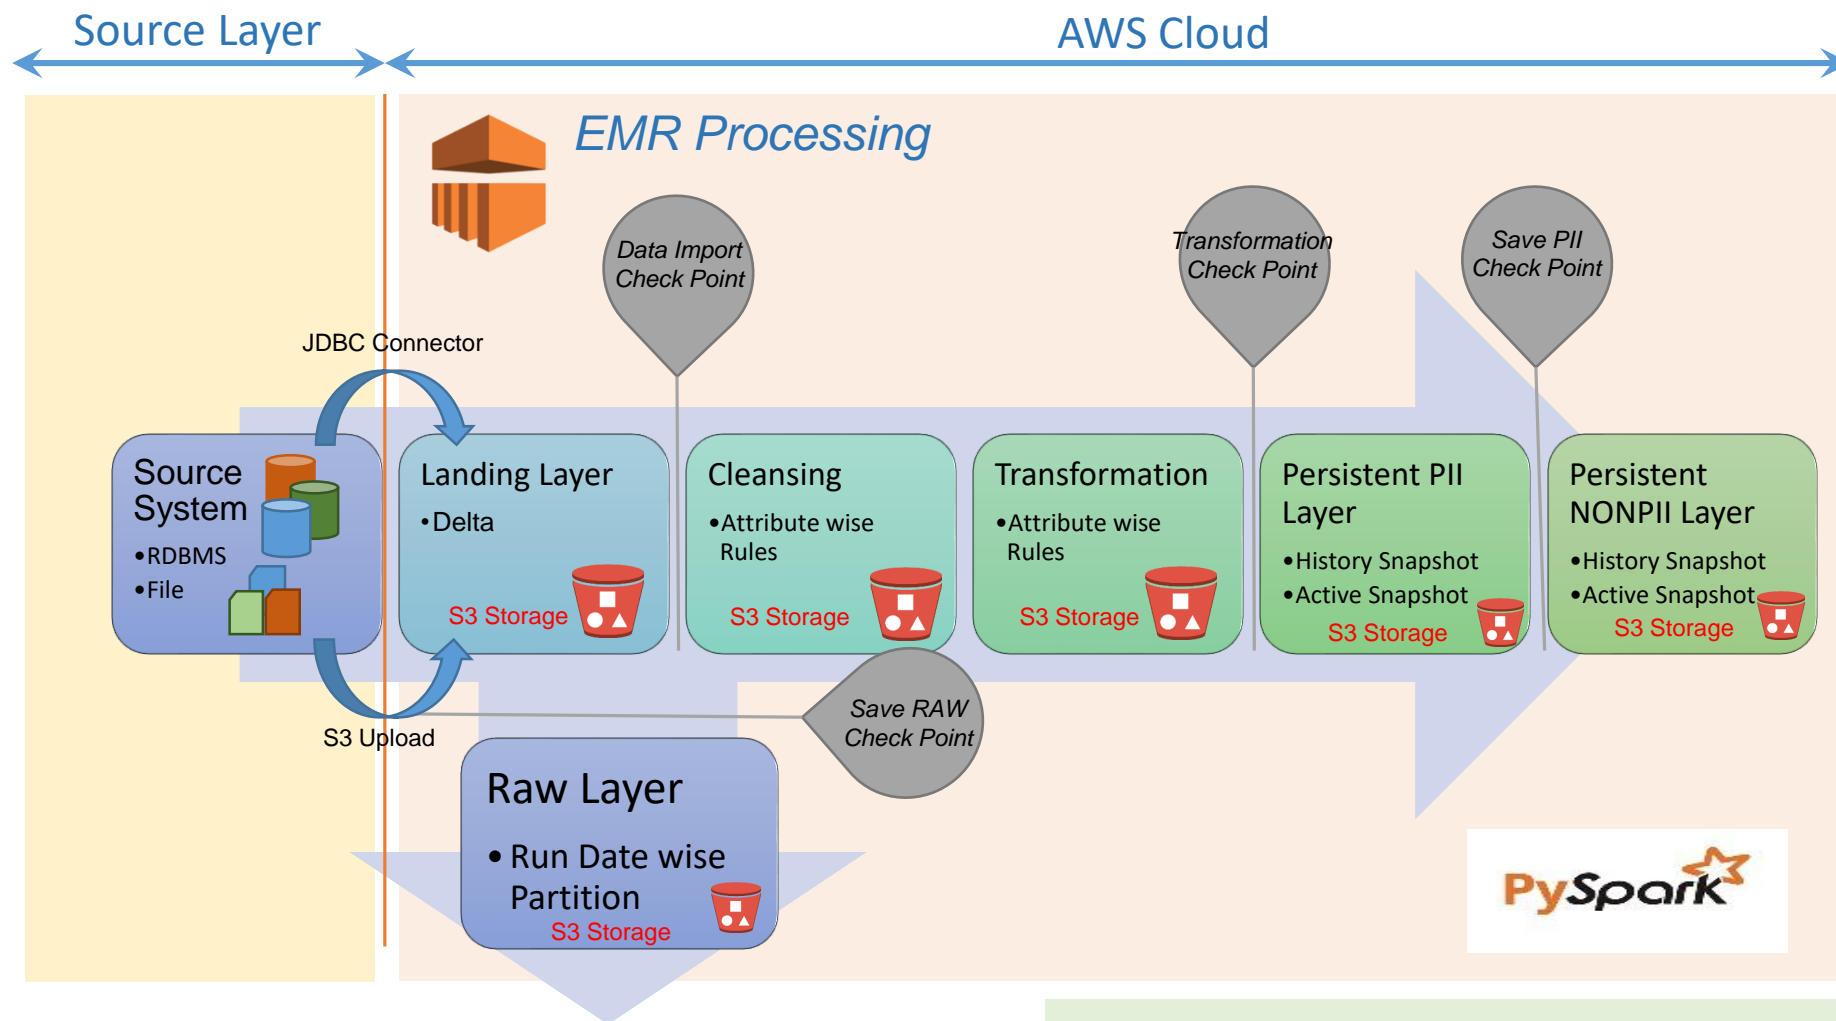 Source Layer
AWS Cloud
EMR Processing
Data Import
Check Point
Transformation
Check Point
Save PII
Check Point
JDBC Connector
Source
System
•RDBMS
•File
Landing Layer
•Delta
S3 Storage
Cleansing
•Attribute wise
Rules
S3 Storage
Transformation
•Attribute wise
Rules
S3 Storage
Persistent PII
Layer
•History Snapshot
•Active Snapshot
S3 Storage
Persistent
NONPII Layer
•History Snapshot
•Active Snapshot
S3 Storage
S3 Upload
Save RAW
Check Point
Raw Layer
• Run Date wise
Partition
S3 Storage
PySpark